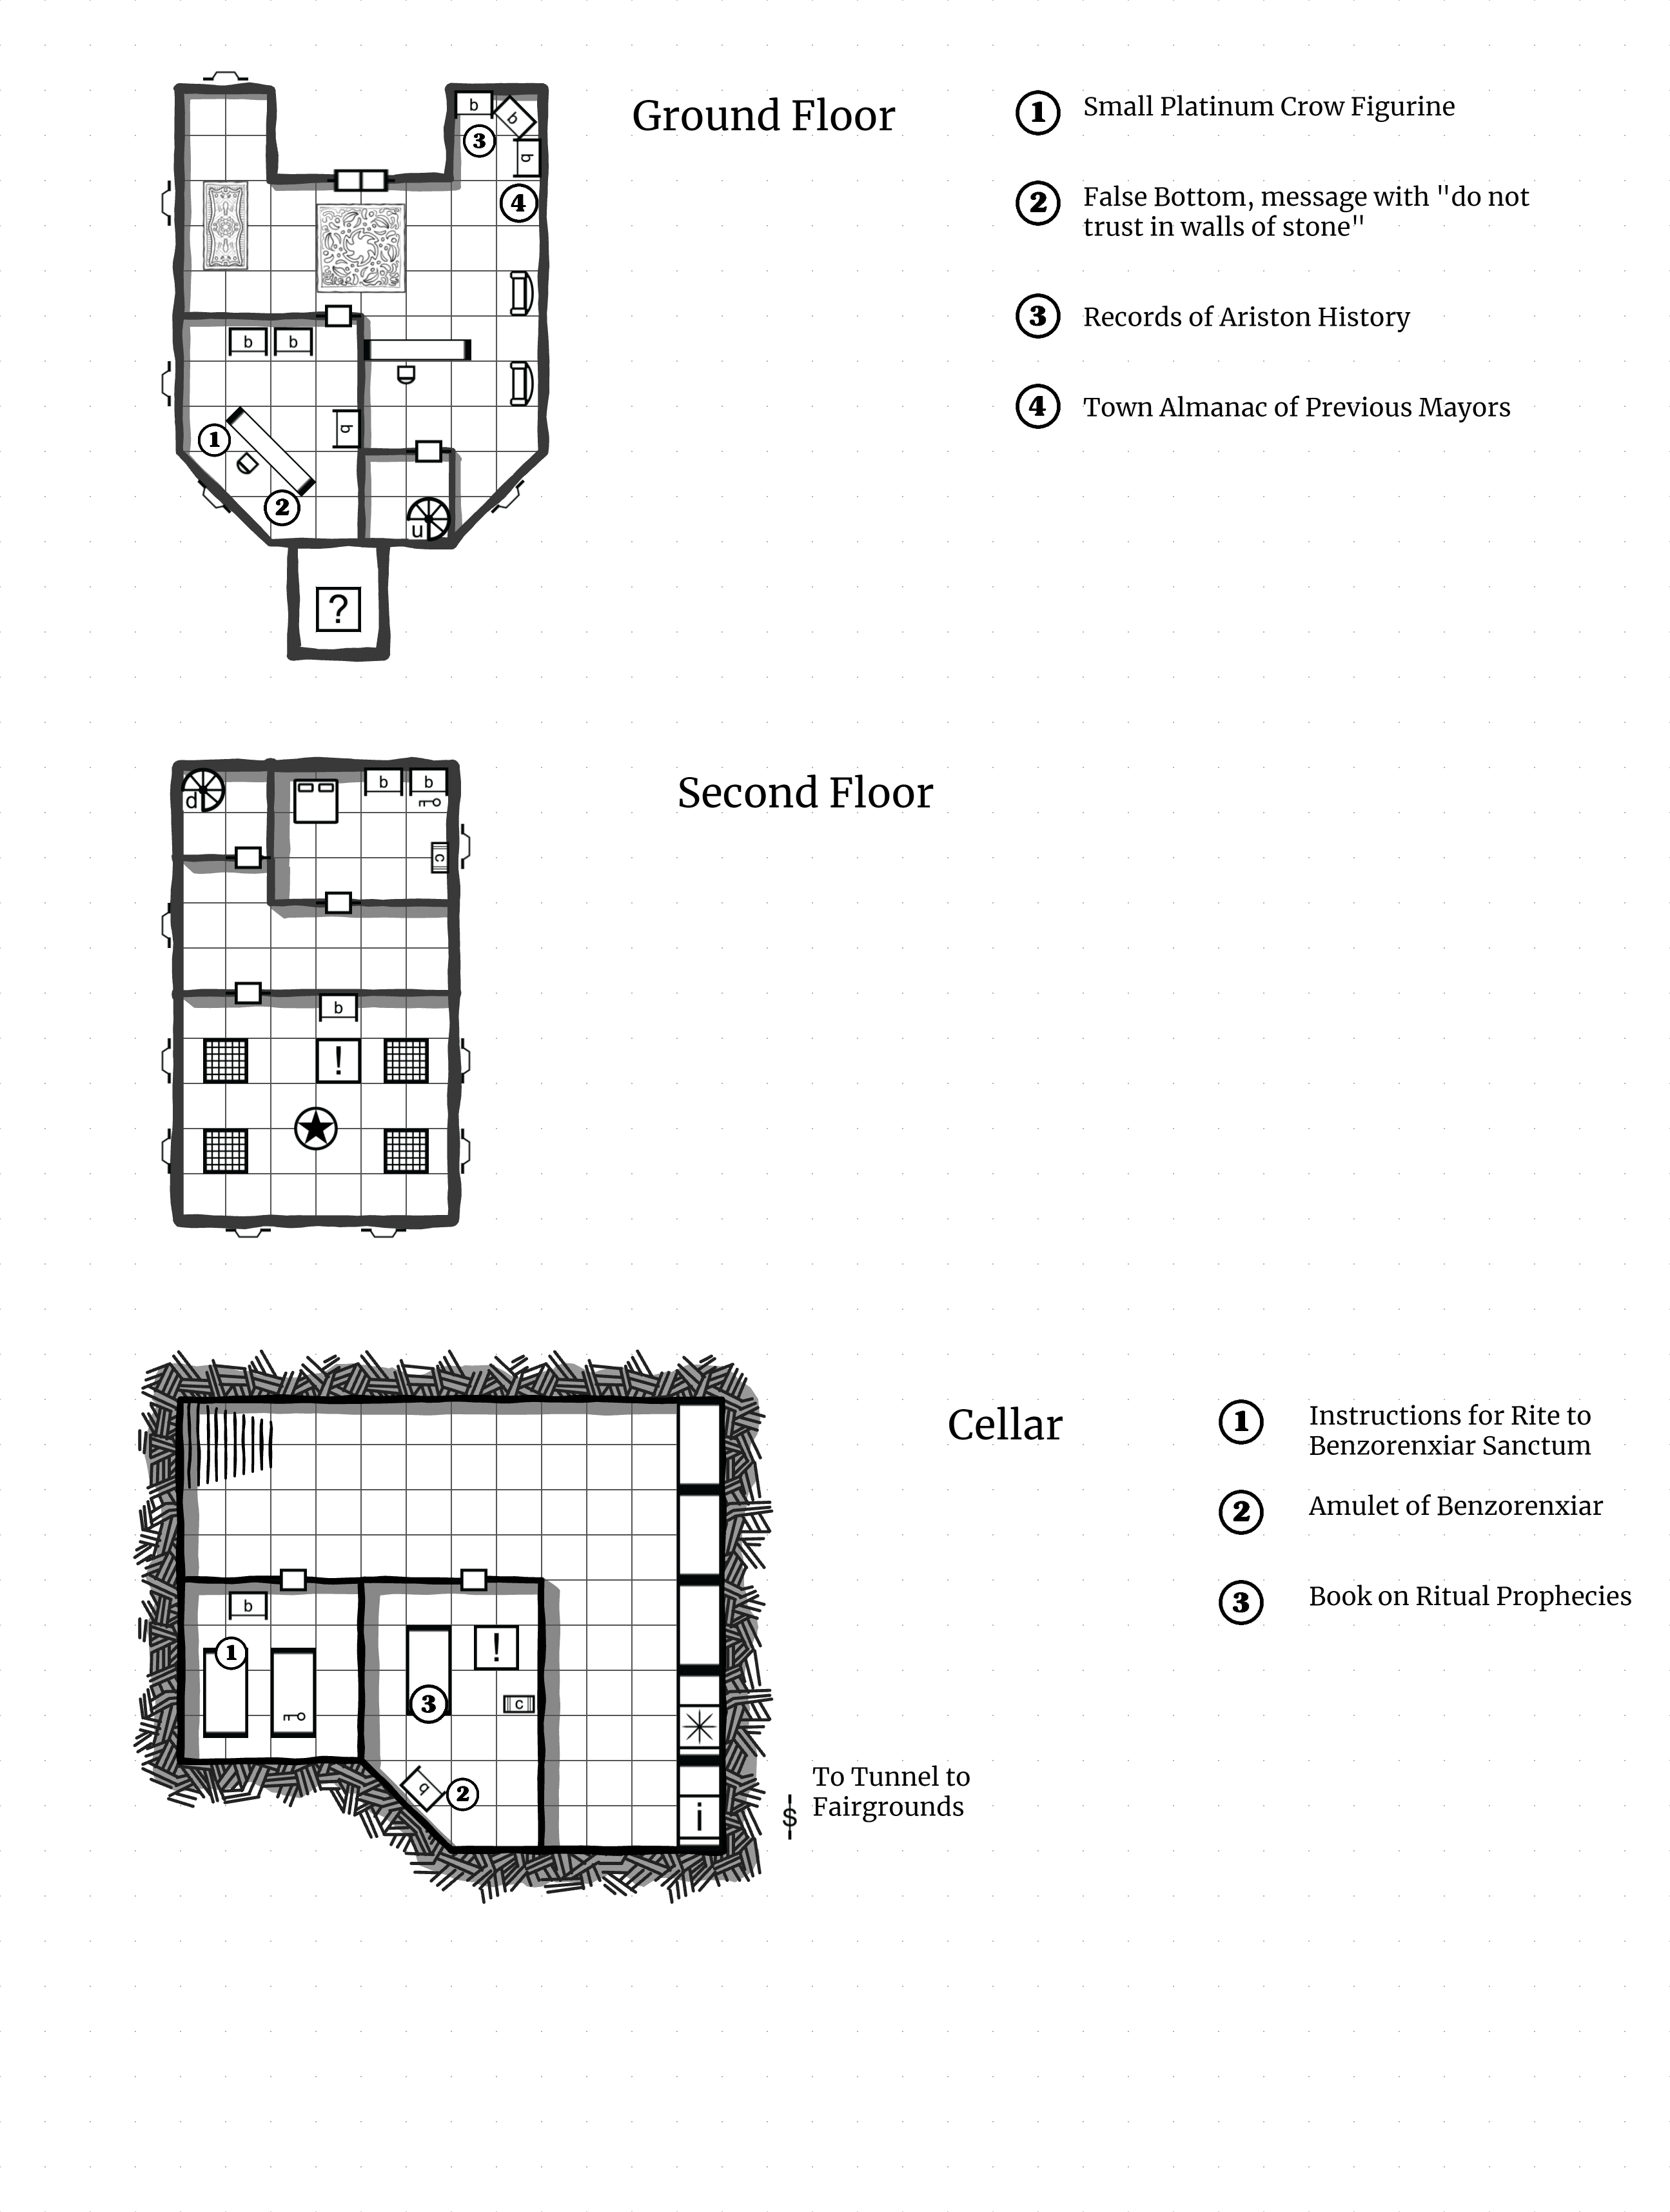 Ground Floor
1 Small Platinum Crow Figurine
2 False Bottom, message with "do not
trust in walls of stone"
3 Records of Ariston History
4 Town Almanac of Previous Mayors
b
b
3
b
4
b b
b
1
2
u
?
Second Floor
d
b b
c
b
!
Cellar
1 Instructions for Rite to
Benzorenxiar Sanctum
2 Amulet of Benzorenxiar
3 Book on Ritual Prophecies
b
1
!
3
c
b
2
i
$
To Tunnel to
Fairgrounds